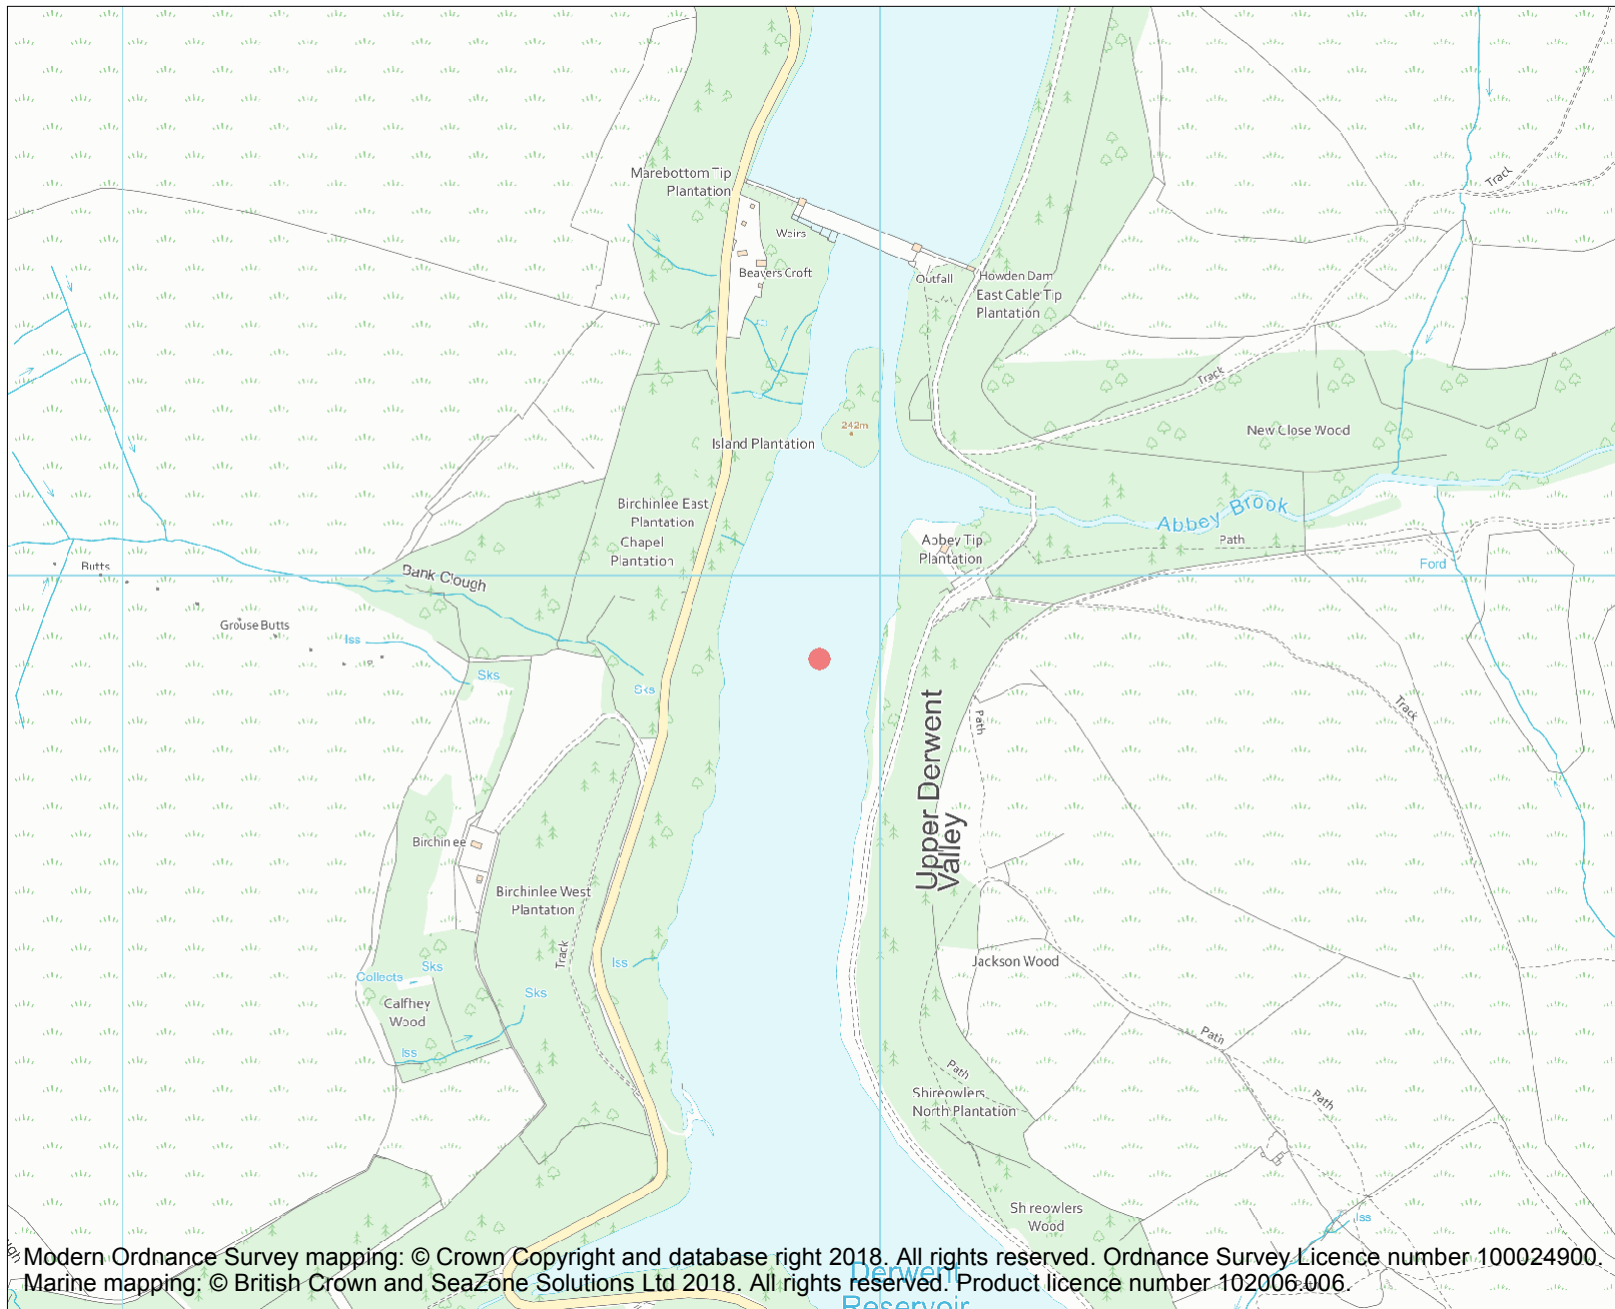 Marebottom Tip
Plantation
Track
Weirs
Beavers Croft
Outfall
Howden Dam
East Cable Tip
Plantation
Track
242m
New Close Wood
Island Plantation
Birchinlee East
Plantation
Chapel
Plantation
Abbey Brook
Abbey Tip
Plantation
Path
Ford
Butts
Bank Clough
Grouse Butts
Iss
Sks
Sks
Path
Track
Upper Derwent
Valley
Birchinlee
Birchinlee West
Plantation
Track
Iss
Jackson Wood
Collects
Sks
Sks
Calfhey
Wood
Iss
Path
Path
Shireowlers
North Plantation
Path
Shireowlers
Wood
Iss
Modern Ordnance Survey mapping: © Crown Copyright and database right 2018. All rights reserved. Ordnance Survey Licence number 100024900.
Marine mapping: © British Crown and SeaZone Solutions Ltd 2018. All rights reserved. Product licence number 102006.006.
Derwent
Reservoir